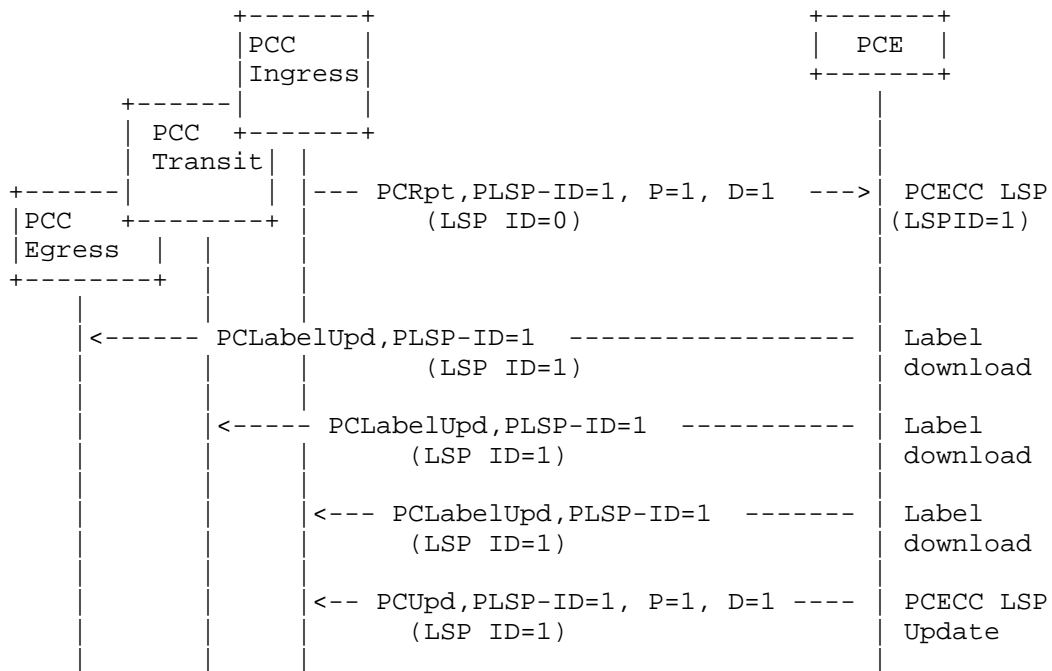 PCC
Ingress
PCE
PCC
Transit
PCRpt,PLSP-ID=1, P=1, D=1 PCECC LSP
PCC (LSP ID=0) (LSPID=1)
Egress
PCLabelUpd,PLSP-ID=1 Label
(LSP ID=1) download
PCLabelUpd,PLSP-ID=1 Label
(LSP ID=1) download
PCLabelUpd,PLSP-ID=1 Label
(LSP ID=1) download
PCUpd,PLSP-ID=1, P=1, D=1 PCECC LSP
(LSP ID=1) Update